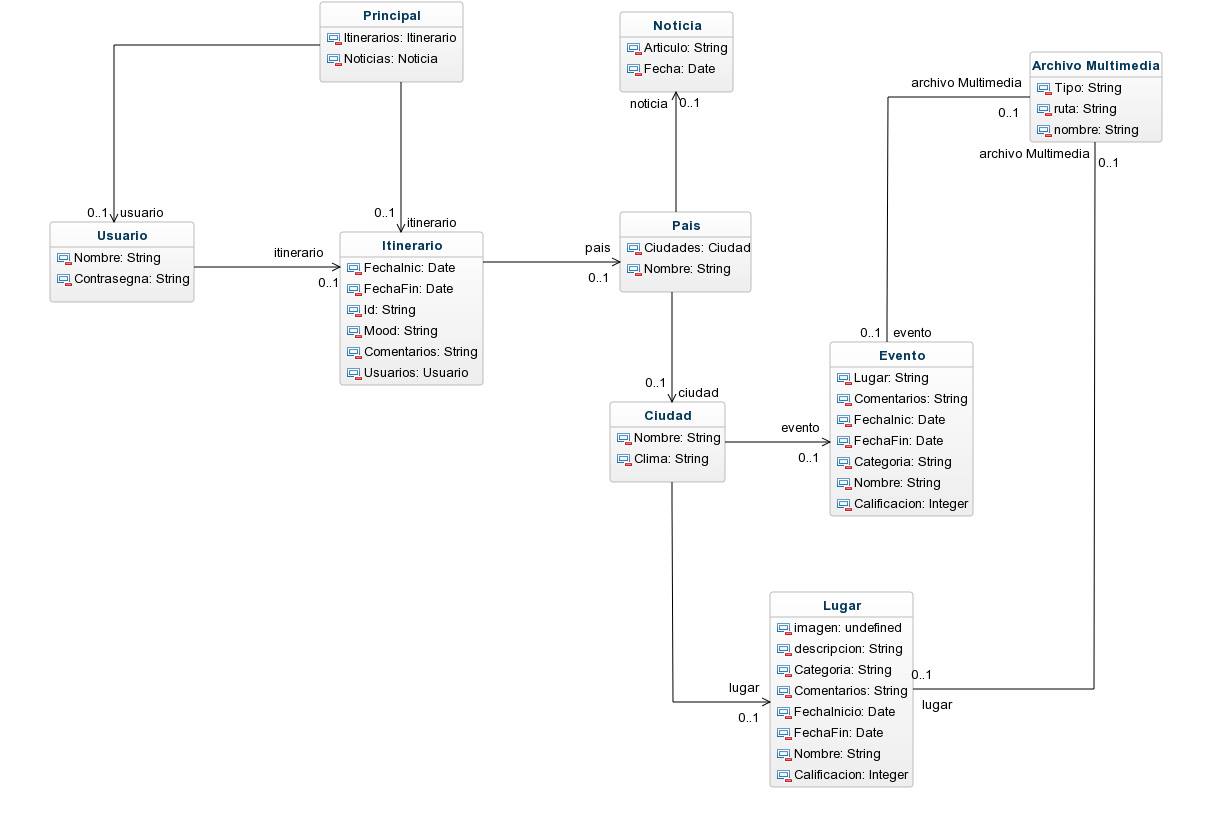 Principal
Itinerarios: Itinerario
Noticias: Noticia
Noticia
Articulo: String
Fecha: Date
noticia 0..1
Archivo Multimedia
Tipo: String
ruta: String
nombre: String
archivo Multimedia
0..1
archivo Multimedia
0..1
0..1 usuario
Usuario
Nombre: String
Contrasegna: String
itinerario
0..1
0..1
itinerario
Itinerario
FechaInic: Date
FechaFin: Date
Id: String
Mood: String
Comentarios: String
Usuarios: Usuario
pais
0..1
Pais
Ciudades: Ciudad
Nombre: String
0..1
ciudad
Ciudad
Nombre: String
Clima: String
evento
0..1
0..1 evento
Evento
Lugar: String
Comentarios: String
FechaInic: Date
FechaFin: Date
Categoria: String
Nombre: String
Calificacion: Integer
lugar
0..1
Lugar
imagen: undefined
descripcion: String
Categoria: String
Comentarios: String
FechaInicio: Date
FechaFin: Date
Nombre: String
Calificacion: Integer
0..1
lugar